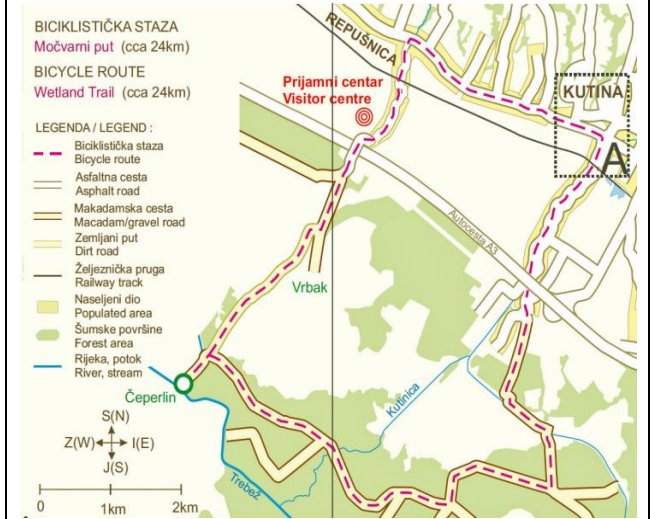 BICIKLISTIČKA STAZA
Močvarni put (cca 24km)
BICYCLE ROUTE
Wetland Trail (cca 24km)
LEGENDA / LEGEND :
Biciklistička staza
Bicycle route
Asfaltna cesta
Asphalt road
Makadamska cesta
Macadam/gravel road
Zemljani put
Dirt road
Željeznička pruga
Railway track
Naseljeni dio
Populated area
Šumske površine
Forest area
Rijeka, potok
River, stream
S(N)
Z(W)
I(E)
J(S)
0
1km
2km
REPUŠNICA
Prijamni centar
Visitor centre
KUTINA
A
Autocesta A3
Vrbak
Čeperlin
Kutinica
Trebež